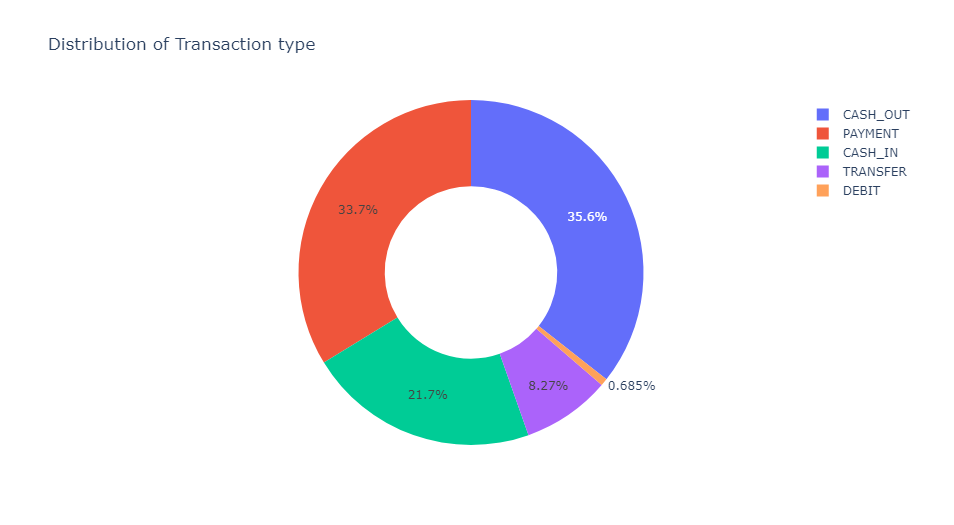 Distribution of Transaction type
CASH_OUT
PAYMENT
CASH_IN
TRANSFER
DEBIT
33.7%
35.6%
21.7%
8.27%
0.685%